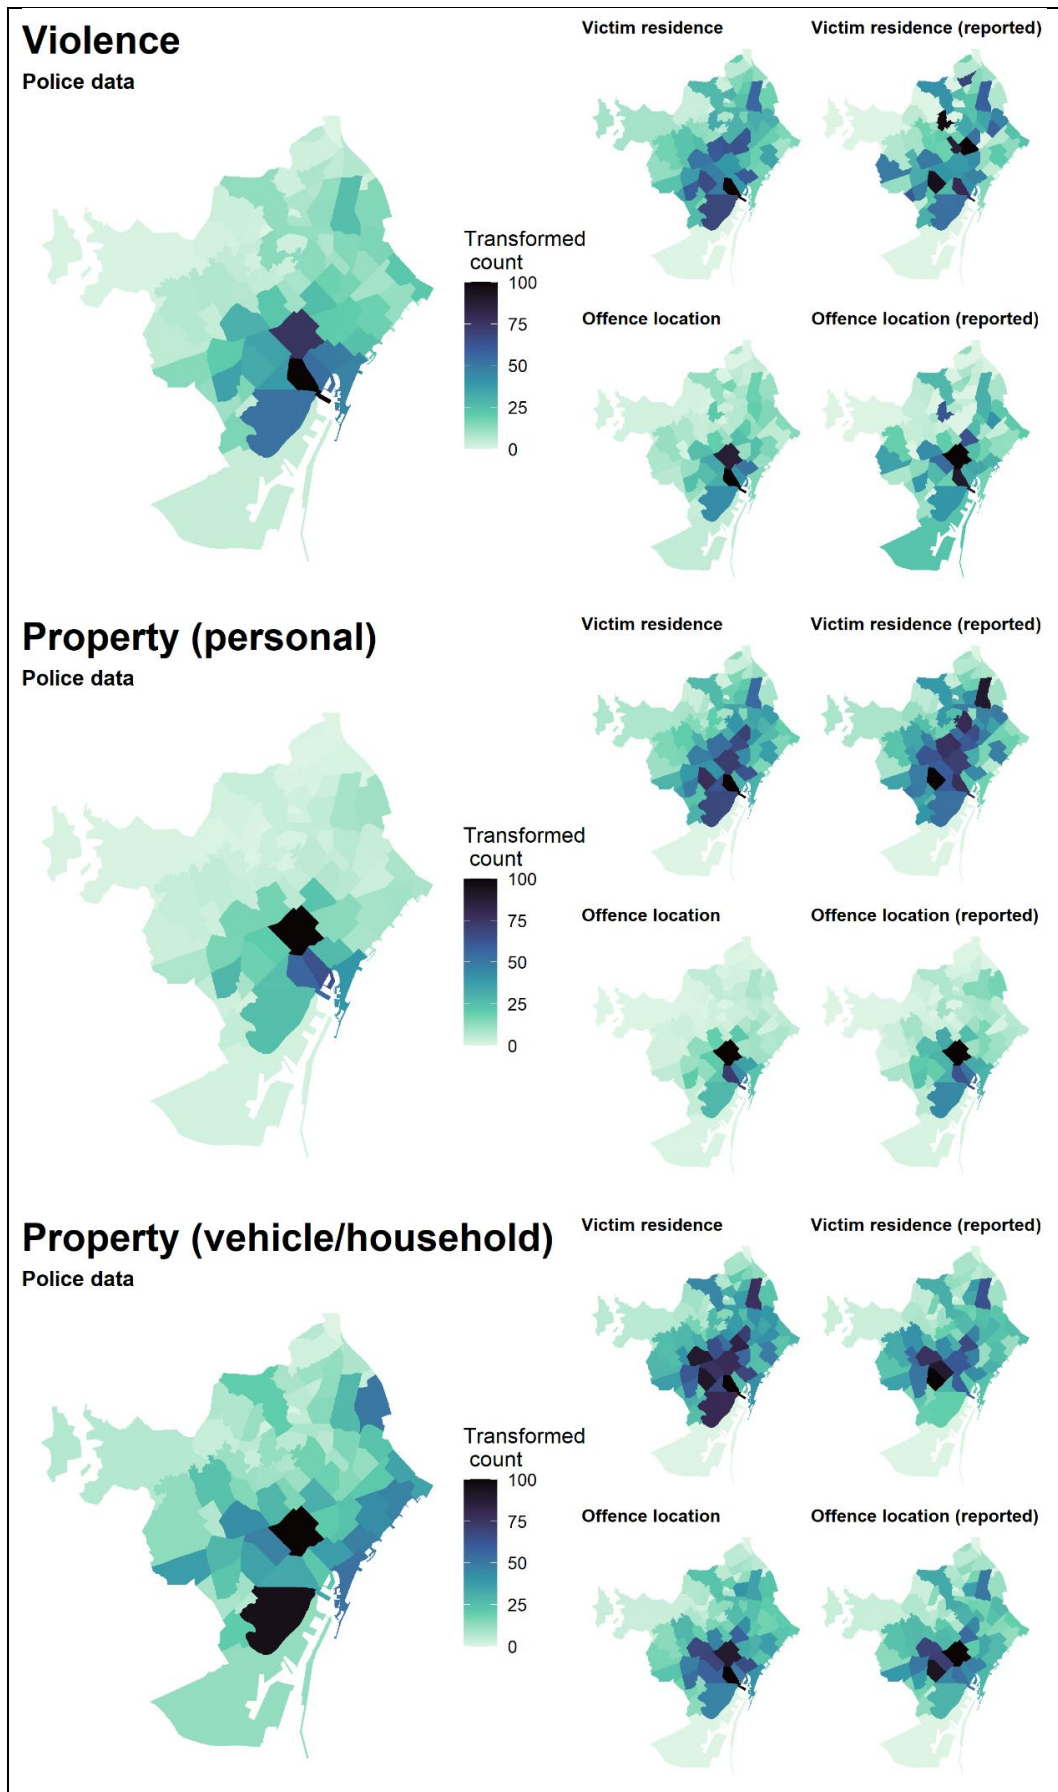 Violence
Police data
Victim residence
Victim residence (reported)
Transformed
count
100
75
50
25
0
Offence location
Offence location (reported)
Property (personal)
Police data
Victim residence
Victim residence (reported)
Transformed
count
100
75
50
25
0
Offence location
Offence location (reported)
Property (vehicle/household)
Police data
Victim residence
Victim residence (reported)
Transformed
count
100
75
50
25
0
Offence location
Offence location (reported)